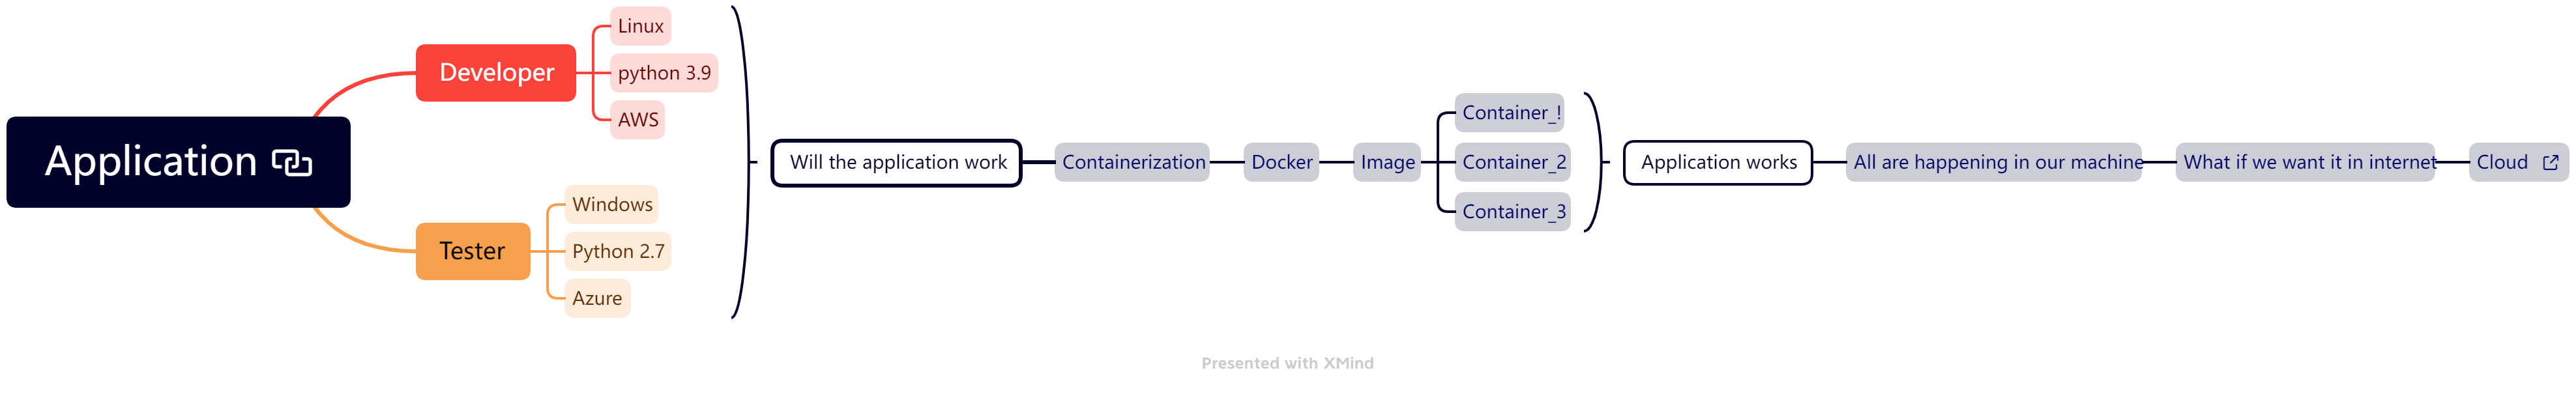 Application
Developer
Linux
python 3.9
AWS
Tester
Windows
Python 2.7
Azure
Will the application work
Containerization
Docker
Image
Container_!
Container_2
Container_3
Application works
All are happening in our machine
What if we want it in internet
Cloud
Presented with XMind